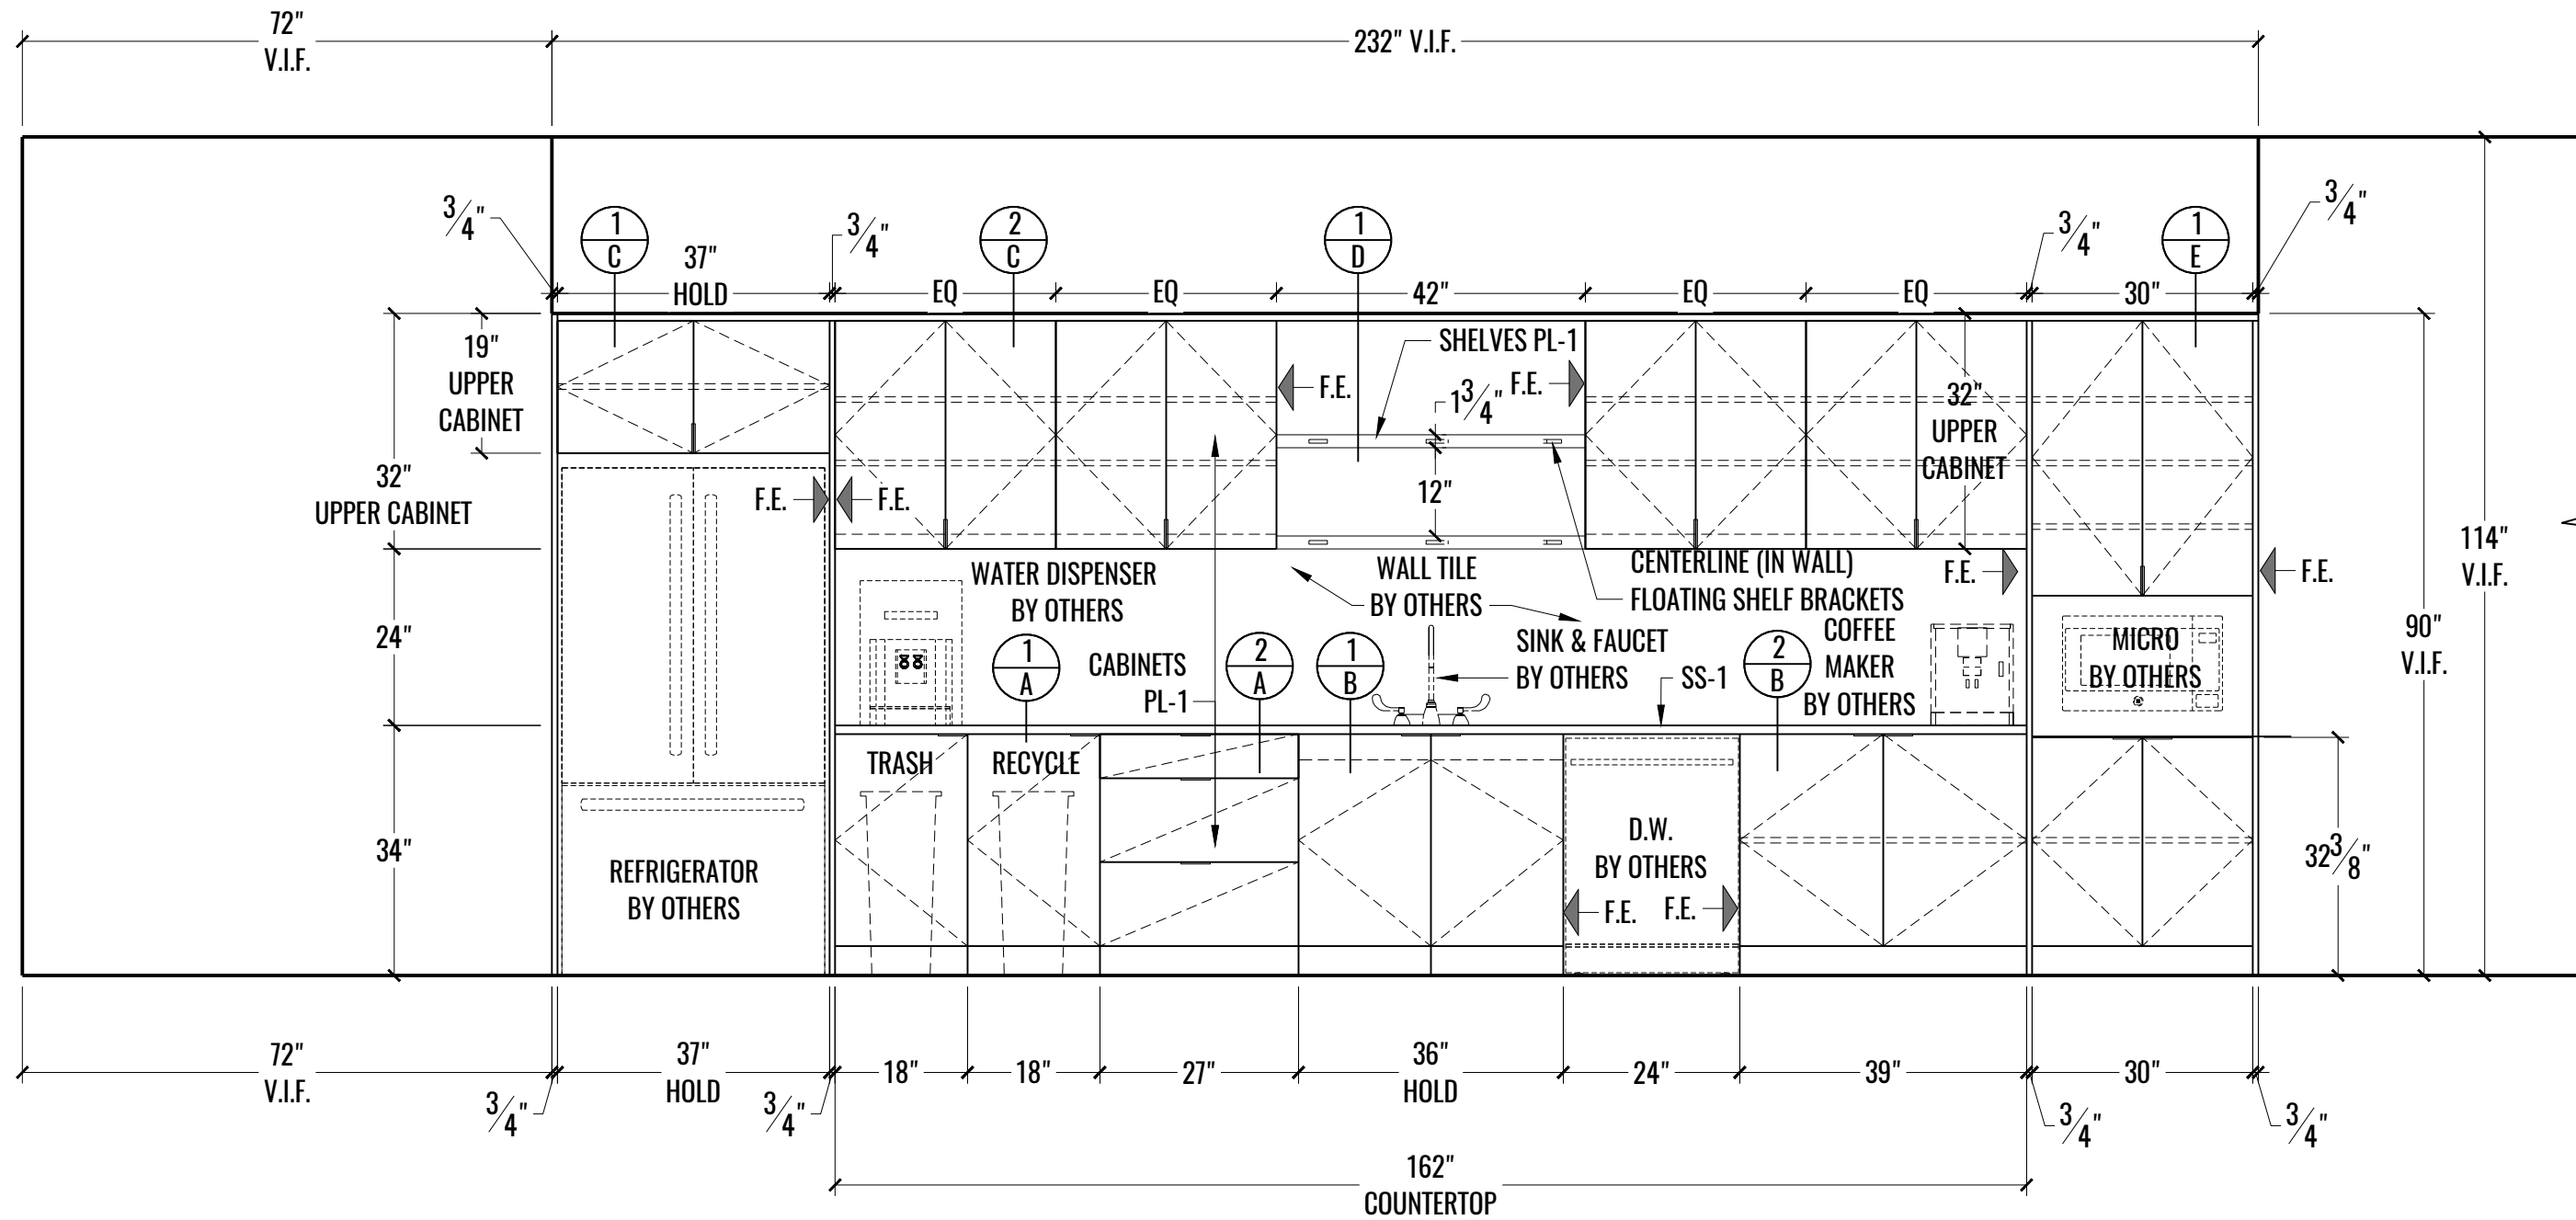 72"
V.I.F.
232" V.I.F.
3/4"
1
C
37"
HOLD
3/4"
2
C
1
D
3/4"
1
E
3/4"
EQ
EQ
42"
EQ
EQ
30"
19"
UPPER
CABINET
SHELVES PL-1
F.E.
1 3/4"
F.E.
32"
UPPER
CABINET
32"
UPPER CABINET
F.E.
F.E.
12"
114"
V.I.F.
WATER DISPENSER
BY OTHERS
WALL TILE
BY OTHERS
CENTERLINE (IN WALL)
FLOATING SHELF BRACKETS
F.E.
F.E.
24"
1
A
CABINETS
PL-1
2
A
1
B
SINK & FAUCET
BY OTHERS
SS-1
2
B
COFFEE
MAKER
BY OTHERS
MICRO
BY OTHERS
90"
V.I.F.
TRASH
RECYCLE
34"
REFRIGERATOR
BY OTHERS
D.W.
BY OTHERS
F.E.
F.E.
32 3/8"
72"
V.I.F.
37"
HOLD
18"
18"
27"
36"
HOLD
24"
39"
30"
3/4"
3/4"
3/4"
3/4"
162"
COUNTERTOP